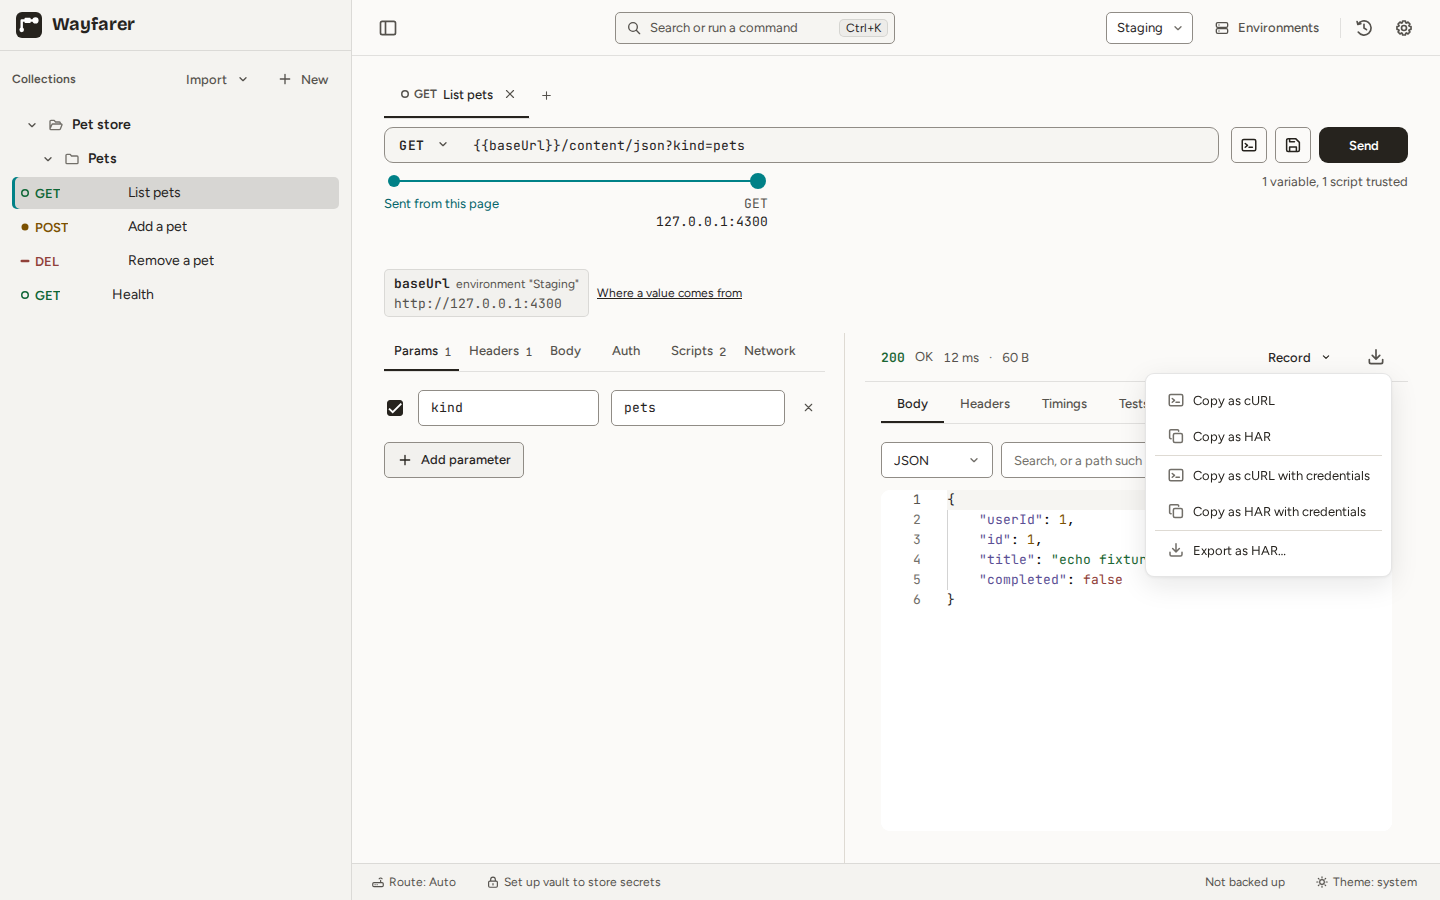 Wayfarer
Search or run a command
Ctrl+K
Staging
Environments
Collections
Import
New
GET List pets
Pet store
Pets
GET List pets
POST Add a pet
DEL Remove a pet
GET Health
GET {{baseUrl}}/content/json?kind=pets
Send
1 variable, 1 script trusted
Sent from this page
GET
127.0.0.1:4300
baseUrl environment "Staging"
http://127.0.0.1:4300
Where a value comes from
Params 1 Headers 1 Body Auth Scripts 2 Network
kind pets
Add parameter
200 OK 12 ms · 60 B
Record
Body Headers Timings Tests
JSON
Search, or a path such
1 {
2 "userId": 1,
3 "id": 1,
4 "title": "echo fixtur
5 "completed": false
6 }
Copy as cURL
Copy as HAR
Copy as cURL with credentials
Copy as HAR with credentials
Export as HAR...
Route: Auto
Set up vault to store secrets
Not backed up
Theme: system